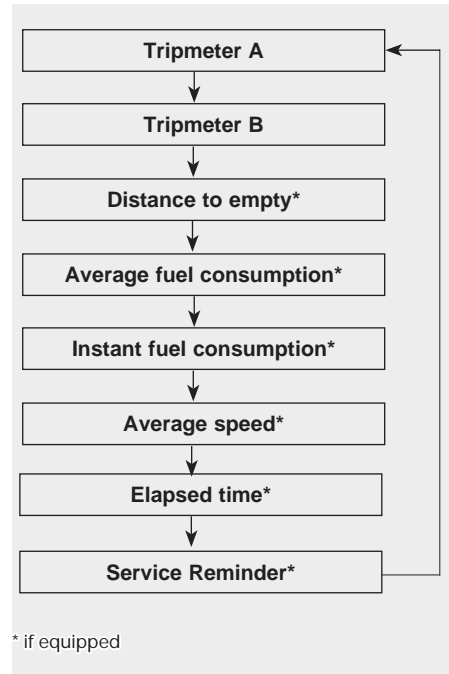 Tripmeter A
Tripmeter B
Distance to empty*
Average fuel consumption*
Instant fuel consumption*
Average speed*
Elapsed time*
Service Reminder*
* if equipped